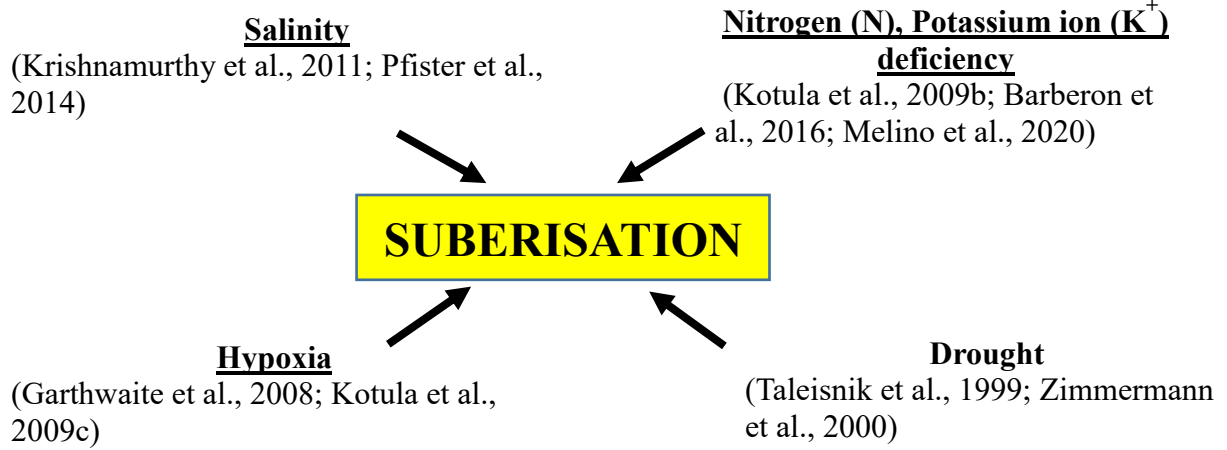 Salinity
(Krishnamurthy et al., 2011; Pfister et al.,
2014)
Nitrogen (N), Potassium ion (K⁺)
deficiency
(Kotula et al., 2009b; Barberon et
al., 2016; Melino et al., 2020)
SUBERISATION
Hypoxia
(Garthwaite et al., 2008; Kotula et al.,
2009c)
Drought
(Taleisnik et al., 1999; Zimmermann
et al., 2000)